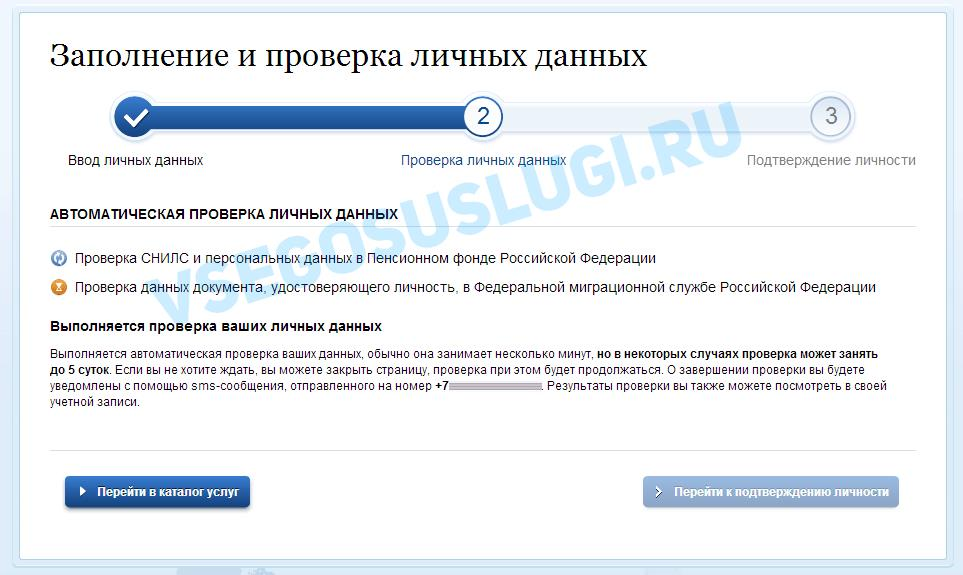 Заполнение и проверка личных данных
2
3
Ввод личных данных
Проверка личных данных
Подтверждение личности
VSEGOSUSLUGI.RU
АВТОМАТИЧЕСКАЯ ПРОВЕРКА ЛИЧНЫХ ДАННЫХ
Проверка СНИЛС и персональных данных в Пенсионном фонде Российской Федерации
Проверка данных документа, удостоверяющего личность, в Федеральной миграционной службе Российской Федерации
Выполняется проверка ваших личных данных
Выполняется автоматическая проверка ваших данных, обычно она занимает несколько минут, но в некоторых случаях проверка может занять
до 5 суток. Если вы не хотите ждать, вы можете закрыть страницу, проверка при этом будет продолжаться. О завершении проверки вы будете
уведомлены с помощью sms-сообщения, отправленного на номер +7. Результаты проверки вы также можете посмотреть в своей
учетной записи.
Перейти в каталог услуг
Перейти к подтверждению личности